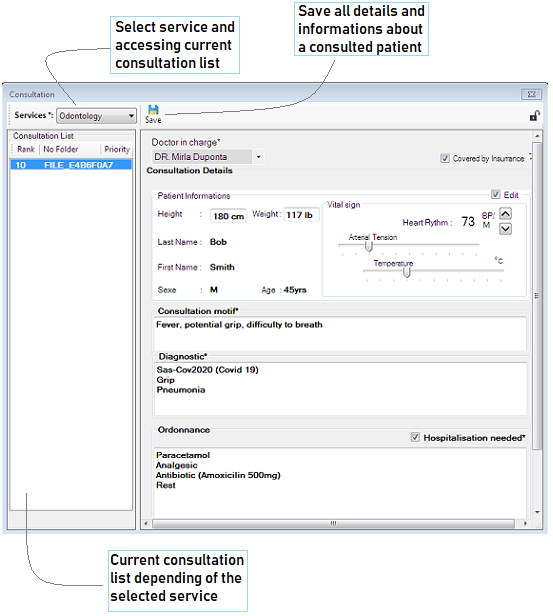 Select service and
accessing current
consultation list
Save all details and
informations about
a consulted patient
Consultation
Services *: Odontology
Save
Consultation List
Rank No Folder Priority
10 FILE_E4B6F0A7
Doctor in charge*
DR. Mirla Duponta
Covered by Insurance
Consultation Details
Patient Informations
Edit
Height : 180 cm Weight : 117 lb
Last Name : Bob
First Name : Smith
Sexe : M Age : 45yrs
Vital sign
Heart Rythm : 73 BP/
M
Arterial Tension
Temperature
°C
Consultation motif*
Fever, potential grip, difficulty to breath
Diagnostic*
Sas-Cov2020 (Covid 19)
Grip
Pneumonia
Ordonnance
Hospitalisation needed*
Paracetamol
Analgesic
Antibiotic (Amoxicilin 500mg)
Rest
Current consultation
list depending of the
selected service